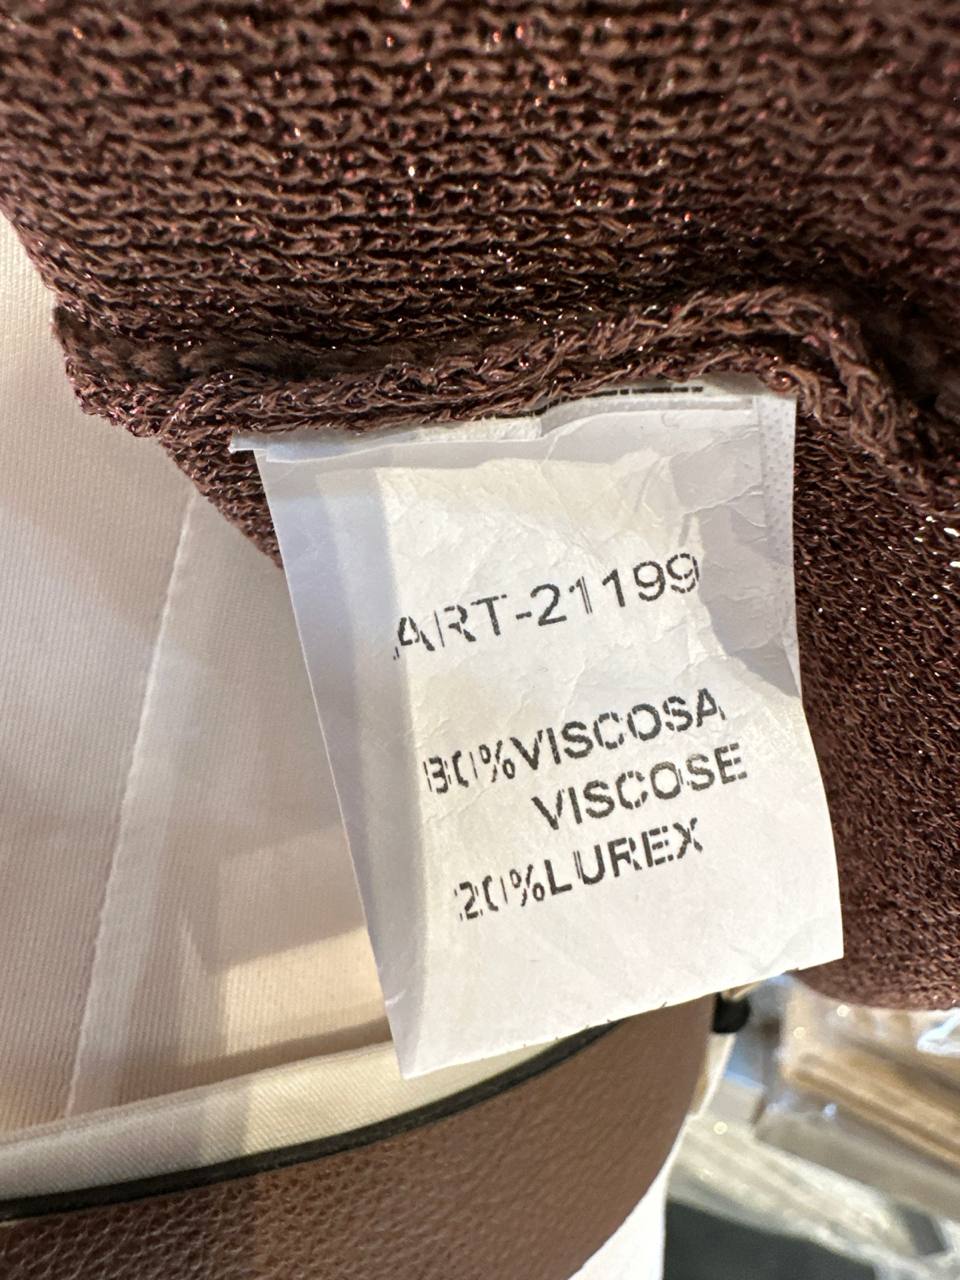 ART-21199
80%VISCOSA
VISCOSE
20%LUREX